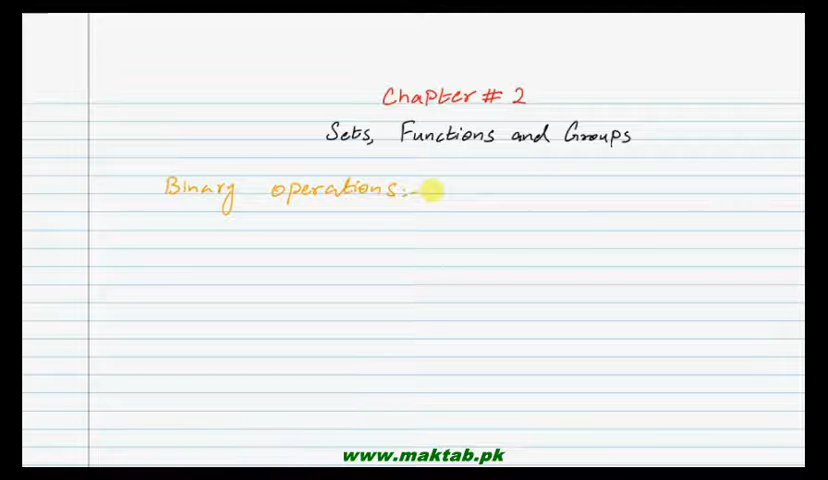 Chapter # 2
Sets, Functions and Groups
Binary operations:-
www.maktab.pk